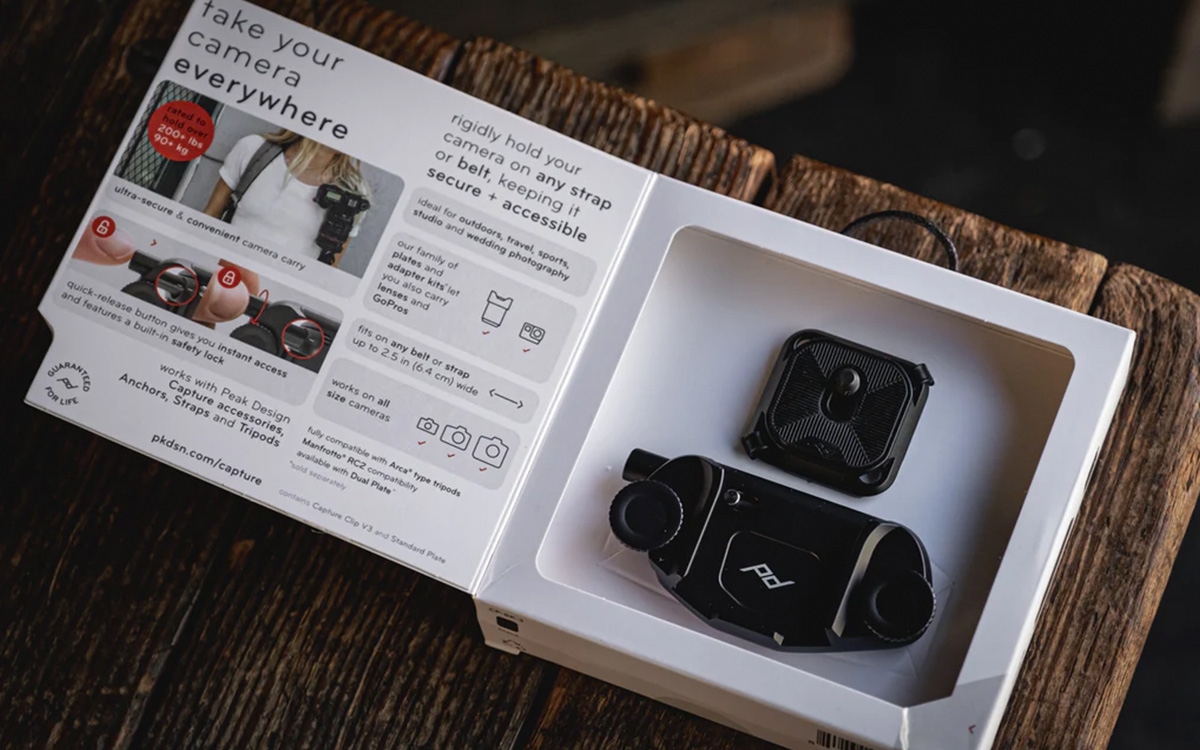 take your
camera
everywhere
rated to
hold over
200+ lbs
90+ kg
ultra-secure & convenient camera carry
quick-release button gives you instant access
and features a built-in safety lock
GUARANTEED
FOR LIFE
works with Peak Design
Capture accessories,
Anchors, Straps and Tripods
pkdsn.com/capture
rigidly hold your
camera on any strap
or belt, keeping it
secure + accessible
ideal for outdoors, travel, sports,
studio and wedding photography
our family of
plates and
adapter kits* let
you also carry
lenses and
GoPros
fits on any belt or strap
up to 2.5 in (6.4 cm) wide
works on all
size cameras
fully compatible with Arca® type tripods
Manfrotto® RC2 compatibility
available with Dual Plate*
*sold separately
contains Capture Clip V3 and Standard Plate
pd